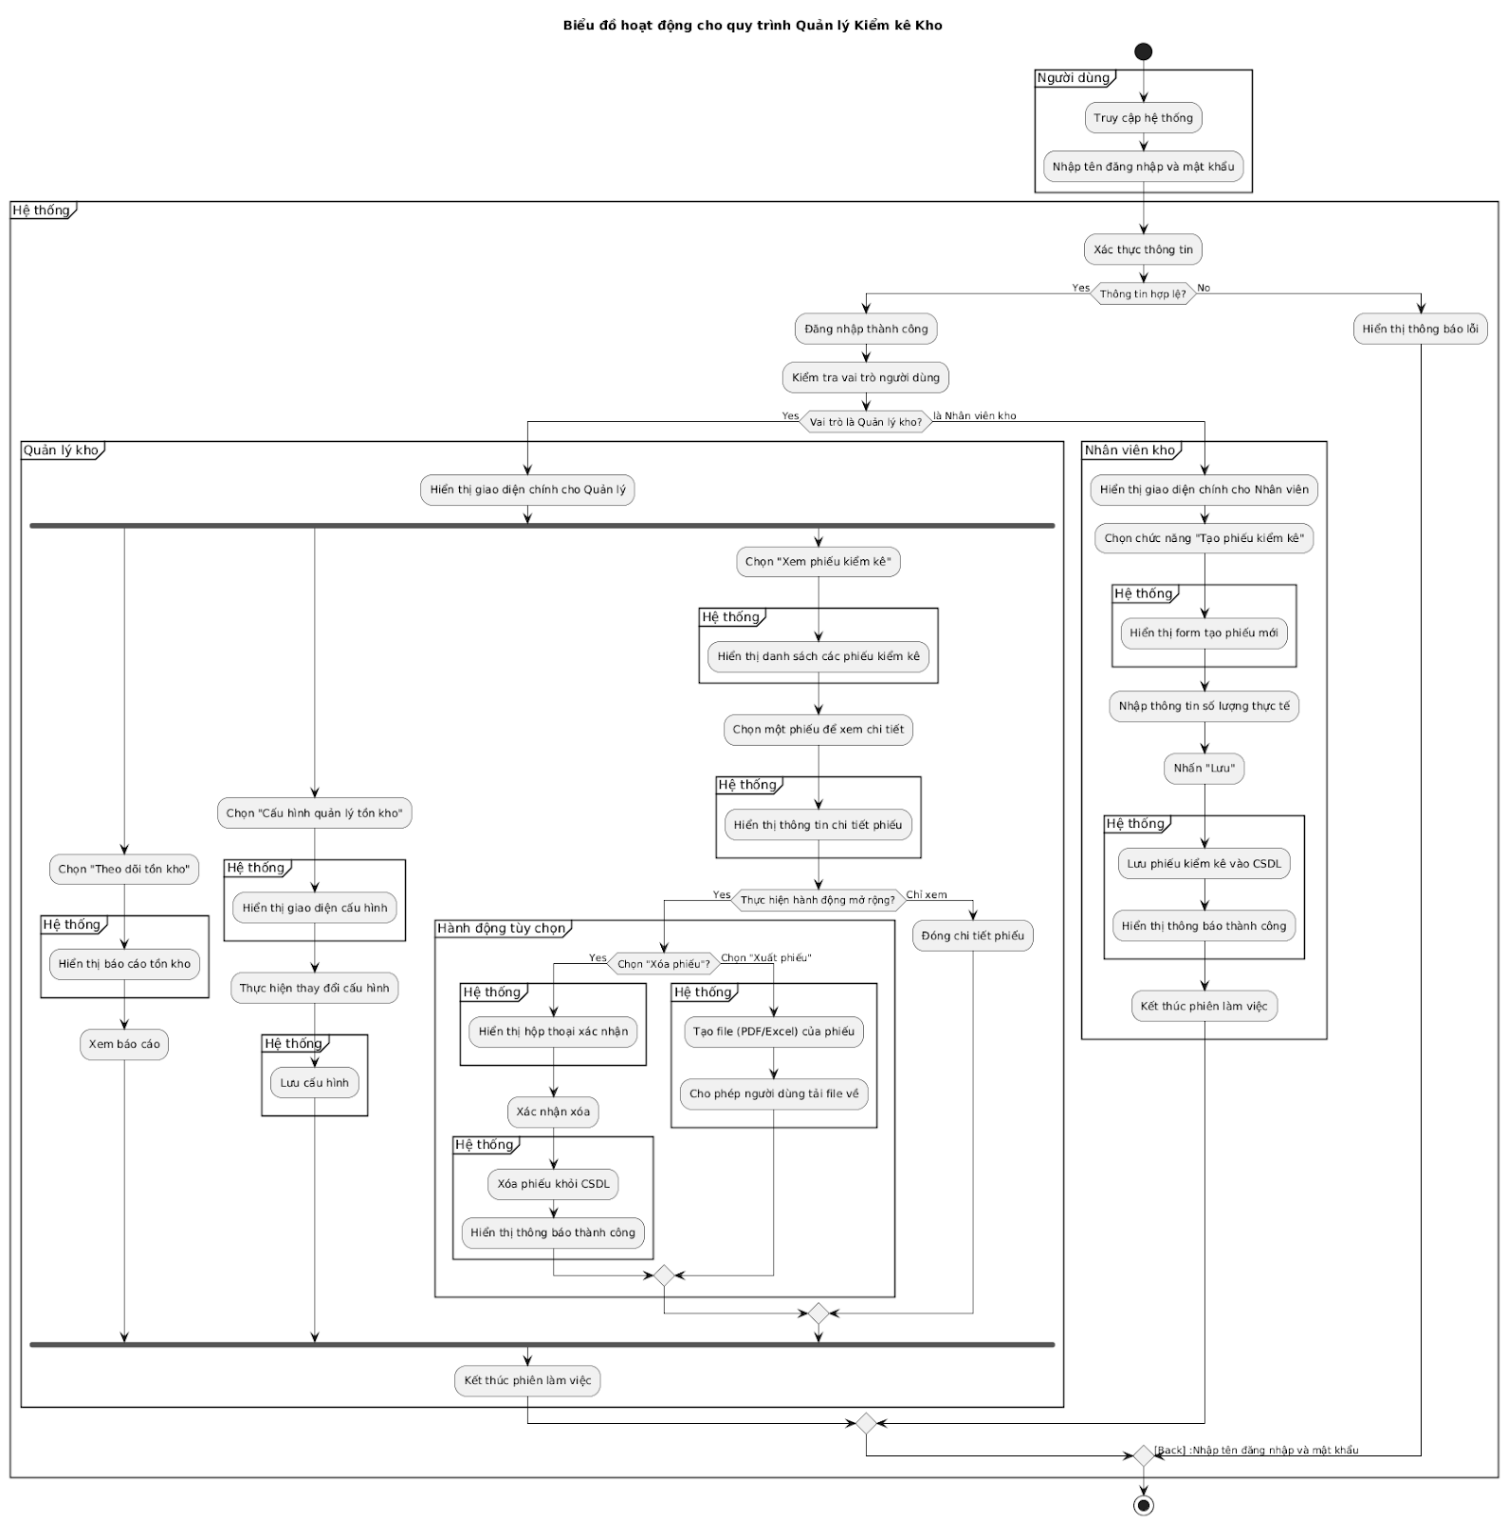 Biểu đồ hoạt động cho quy trình Quản lý Kiểm kê Kho
Người dùng
Truy cập hệ thống
Nhập tên đăng nhập và mật khẩu
Hệ thống
Xác thực thông tin
Thông tin hợp lệ?
Yes
No
Đăng nhập thành công
Hiển thị thông báo lỗi
Kiểm tra vai trò người dùng
Vai trò là Quản lý kho?
Yes
là Nhân viên kho
Quản lý kho
Hiển thị giao diện chính cho Quản lý
Chọn "Theo dõi tồn kho"
Hệ thống
Hiển thị báo cáo tồn kho
Xem báo cáo
Chọn "Cấu hình quản lý tồn kho"
Hệ thống
Hiển thị giao diện cấu hình
Thực hiện thay đổi cấu hình
Hệ thống
Lưu cấu hình
Chọn "Xem phiếu kiểm kê"
Hệ thống
Hiển thị danh sách các phiếu kiểm kê
Chọn một phiếu để xem chi tiết
Hệ thống
Hiển thị thông tin chi tiết phiếu
Thực hiện hành động mở rộng?
Yes
Chỉ xem
Hành động tùy chọn
Chọn "Xóa phiếu"?
Yes
Chọn "Xuất phiếu"
Hệ thống
Hiển thị hộp thoại xác nhận
Xác nhận xóa
Hệ thống
Xóa phiếu khỏi CSDL
Hiển thị thông báo thành công
Hệ thống
Tạo file (PDF/Excel) của phiếu
Cho phép người dùng tải file về
Đóng chi tiết phiếu
Kết thúc phiên làm việc
Nhân viên kho
Hiển thị giao diện chính cho Nhân viên
Chọn chức năng "Tạo phiếu kiểm kê"
Hệ thống
Hiển thị form tạo phiếu mới
Nhập thông tin số lượng thực tế
Nhấn "Lưu"
Hệ thống
Lưu phiếu kiểm kê vào CSDL
Hiển thị thông báo thành công
Kết thúc phiên làm việc
[Back] :Nhập tên đăng nhập và mật khẩu